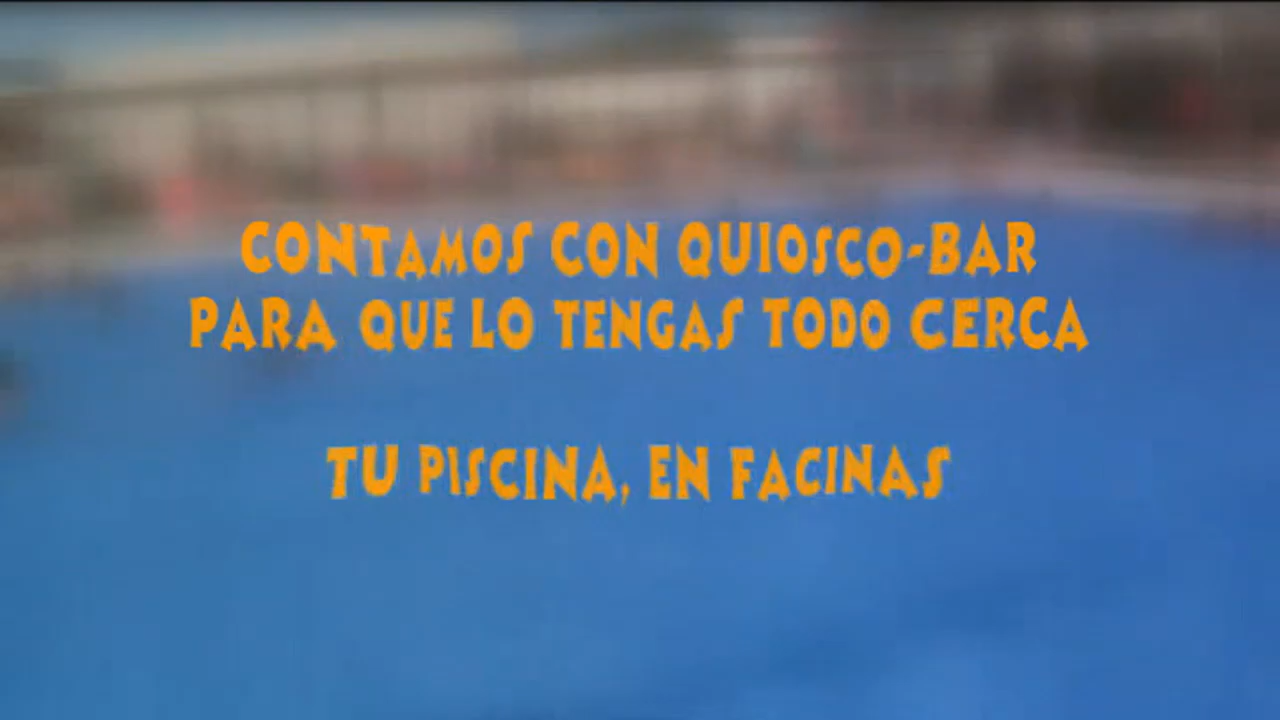 CONTAMOS CON QUIOSCO-BAR
PARA QUE LO TENGAS TODO CERCA
TU PISCINA, EN FACINAS